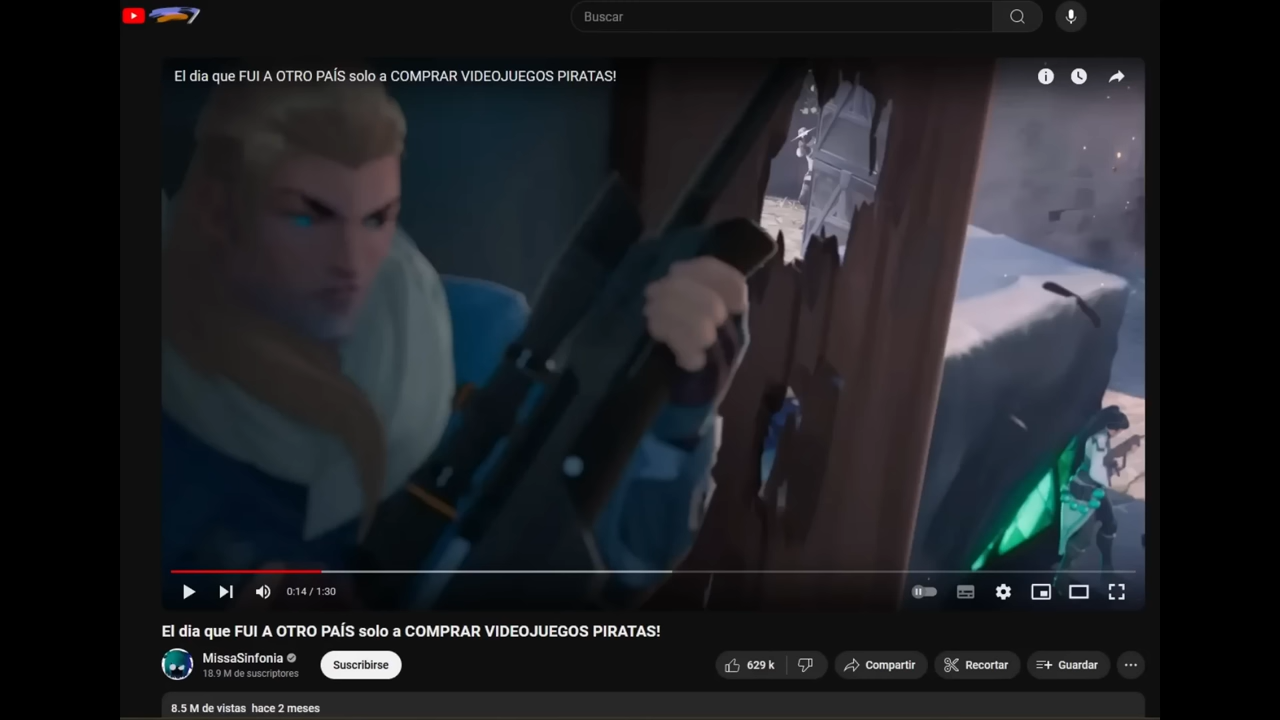 Buscar
El dia que FUI A OTRO PAÍS solo a COMPRAR VIDEOJUEGOS PIRATAS!
0:14 / 1:30
El dia que FUI A OTRO PAÍS solo a COMPRAR VIDEOJUEGOS PIRATAS!
MissaSinfonia
18.9 M de suscriptores
Suscribirse
629 k
Compartir
Recortar
Guardar
8.5 M de vistas hace 2 meses